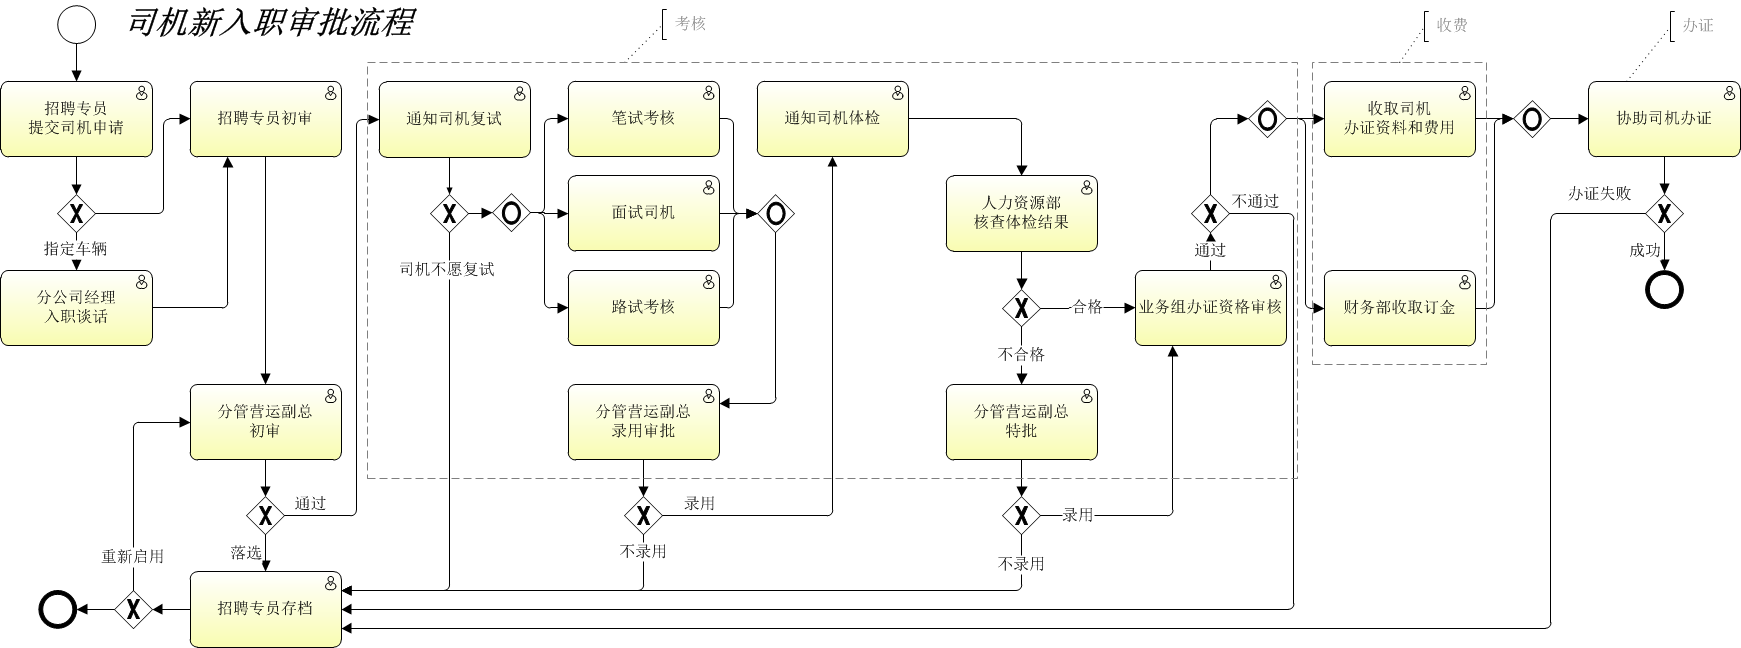 司机新入职审批流程
考核
收费
办证
招聘专员
提交司机申请
招聘专员初审
通知司机复试
笔试考核
通知司机体检
收取司机
办证资料和费用
协助司机办证
面试司机
人力资源部
核查体检结果
不通过
办证失败
指定车辆
通过
成功
司机不愿复试
分公司经理
入职谈话
路试考核
合格
业务组办证资格审核
财务部收取订金
不合格
分管营运副总
初审
分管营运副总
录用审批
分管营运副总
特批
通过
录用
录用
重新启用
落选
不录用
不录用
招聘专员存档